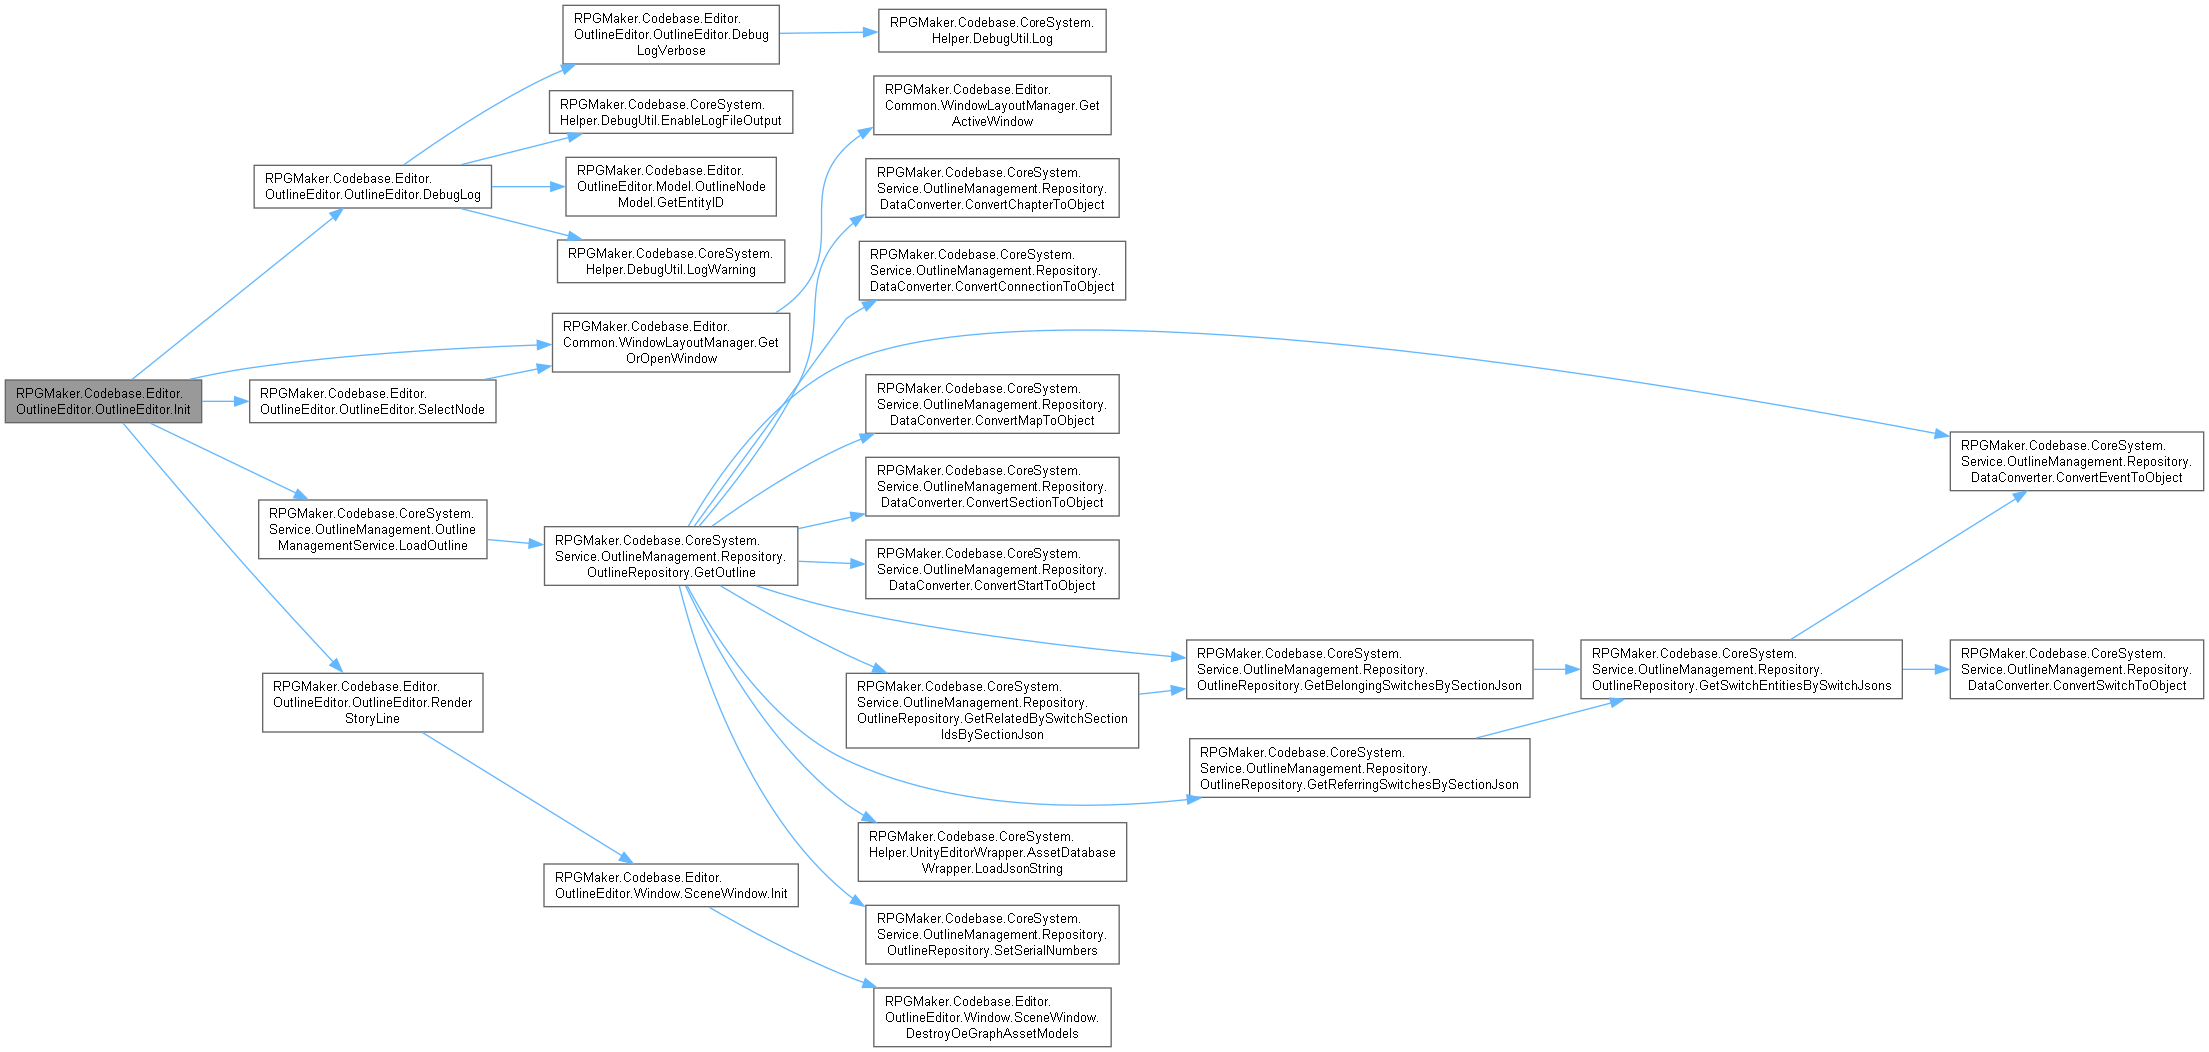 RPGMaker.Codebase.Editor.
OutlineEditor.OutlineEditor.Init
RPGMaker.Codebase.Editor.
OutlineEditor.OutlineEditor.DebugLog
RPGMaker.Codebase.Editor.
OutlineEditor.OutlineEditor.Debug
LogVerbose
RPGMaker.Codebase.CoreSystem.
Helper.DebugUtil.Log
RPGMaker.Codebase.CoreSystem.
Helper.DebugUtil.EnableLogFileOutput
RPGMaker.Codebase.Editor.
OutlineEditor.Model.OutlineNode
Model.GetEntityID
RPGMaker.Codebase.CoreSystem.
Helper.DebugUtil.LogWarning
RPGMaker.Codebase.Editor.
Common.WindowLayoutManager.Get
OrOpenWindow
RPGMaker.Codebase.Editor.
Common.WindowLayoutManager.Get
ActiveWindow
RPGMaker.Codebase.Editor.
OutlineEditor.OutlineEditor.SelectNode
RPGMaker.Codebase.CoreSystem.
Service.OutlineManagement.Outline
ManagementService.LoadOutline
RPGMaker.Codebase.CoreSystem.
Service.OutlineManagement.Repository.
OutlineRepository.GetOutline
RPGMaker.Codebase.CoreSystem.
Service.OutlineManagement.Repository.
DataConverter.ConvertChapterToObject
RPGMaker.Codebase.CoreSystem.
Service.OutlineManagement.Repository.
DataConverter.ConvertConnectionToObject
RPGMaker.Codebase.CoreSystem.
Service.OutlineManagement.Repository.
DataConverter.ConvertMapToObject
RPGMaker.Codebase.CoreSystem.
Service.OutlineManagement.Repository.
DataConverter.ConvertSectionToObject
RPGMaker.Codebase.CoreSystem.
Service.OutlineManagement.Repository.
DataConverter.ConvertStartToObject
RPGMaker.Codebase.CoreSystem.
Service.OutlineManagement.Repository.
DataConverter.ConvertEventToObject
RPGMaker.Codebase.CoreSystem.
Service.OutlineManagement.Repository.
OutlineRepository.GetBelongingSwitchesBySectionJson
RPGMaker.Codebase.CoreSystem.
Service.OutlineManagement.Repository.
OutlineRepository.GetSwitchEntitiesBySwitchJsons
RPGMaker.Codebase.CoreSystem.
Service.OutlineManagement.Repository.
DataConverter.ConvertSwitchToObject
RPGMaker.Codebase.CoreSystem.
Service.OutlineManagement.Repository.
OutlineRepository.GetRelatedBySwitchSection
IdsBySectionJson
RPGMaker.Codebase.CoreSystem.
Service.OutlineManagement.Repository.
OutlineRepository.GetReferringSwitchesBySectionJson
RPGMaker.Codebase.CoreSystem.
Helper.UnityEditorWrapper.AssetDatabase
Wrapper.LoadJsonString
RPGMaker.Codebase.CoreSystem.
Service.OutlineManagement.Repository.
OutlineRepository.SetSerialNumbers
RPGMaker.Codebase.Editor.
OutlineEditor.OutlineEditor.Render
StoryLine
RPGMaker.Codebase.Editor.
OutlineEditor.Window.SceneWindow.Init
RPGMaker.Codebase.Editor.
OutlineEditor.Window.SceneWindow.
DestroyOeGraphAssetModels